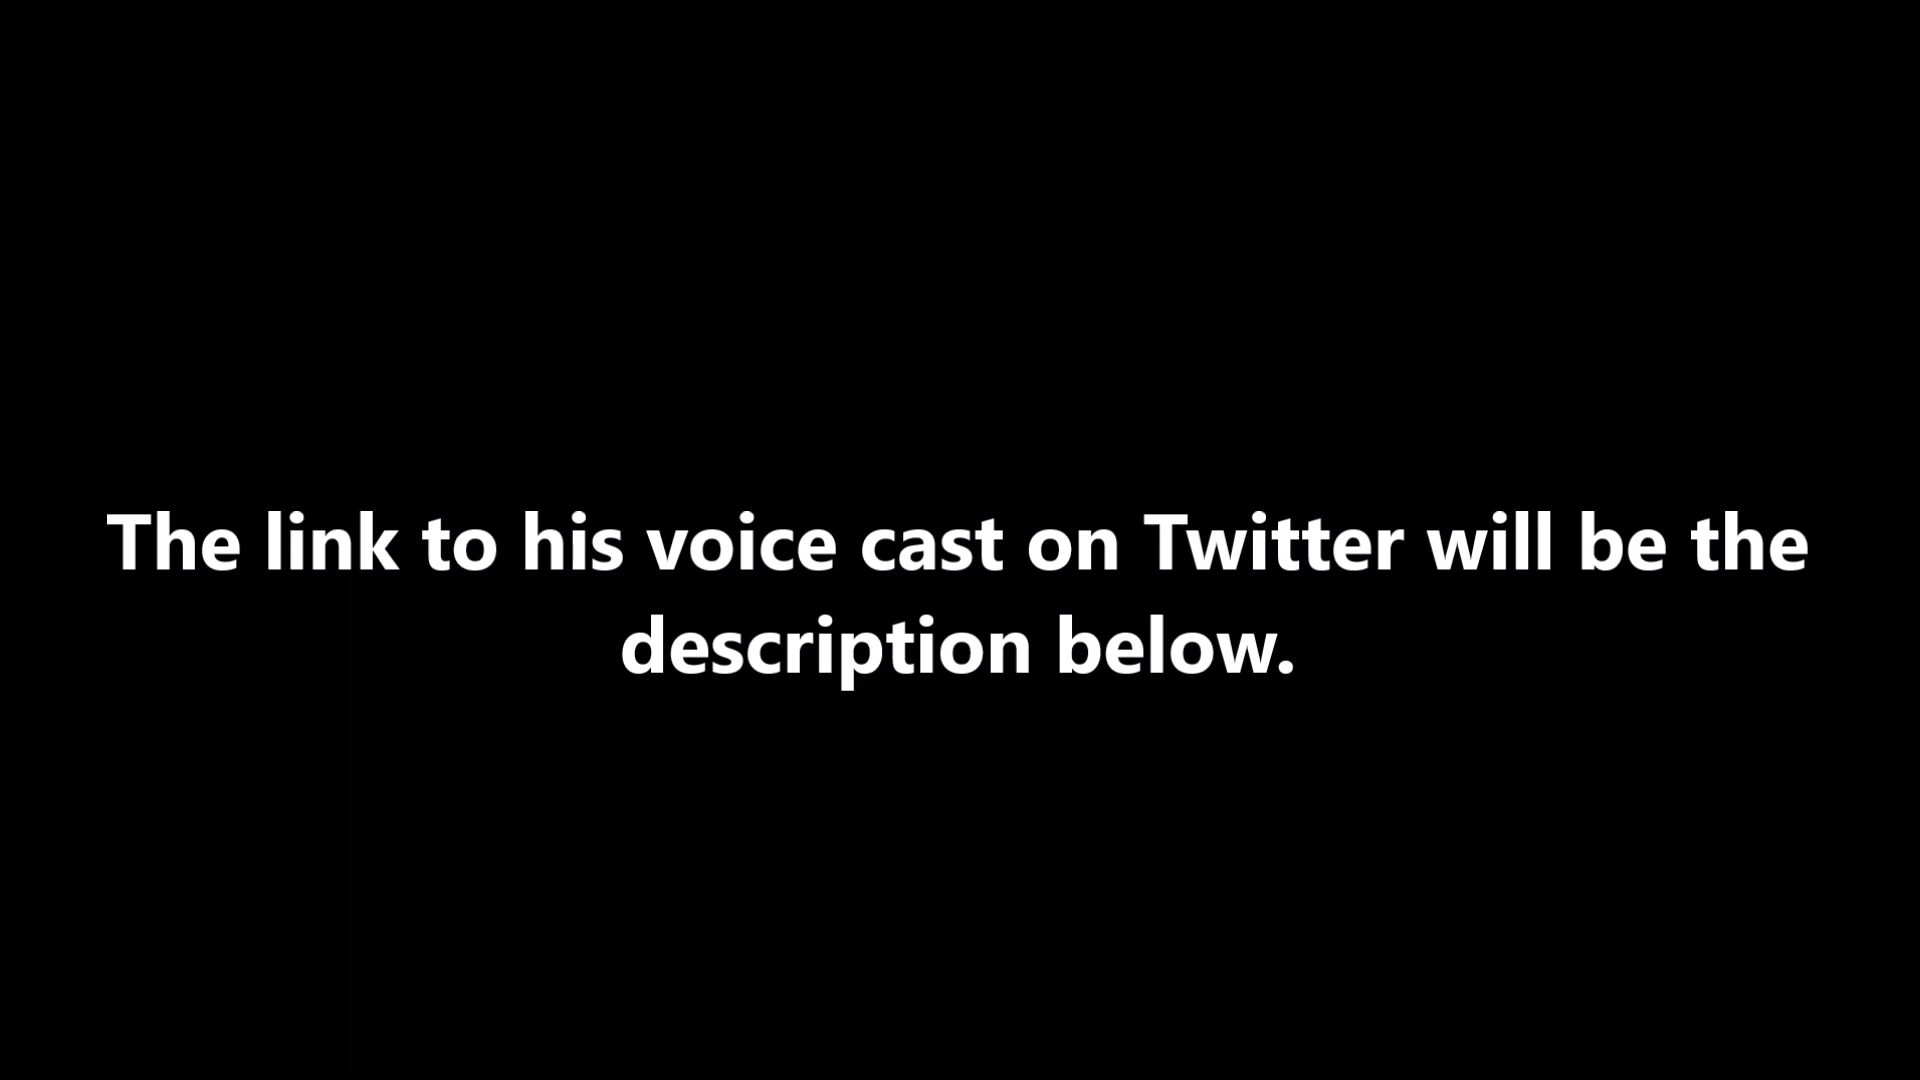 The link to his voice cast on Twitter will be the
description below.